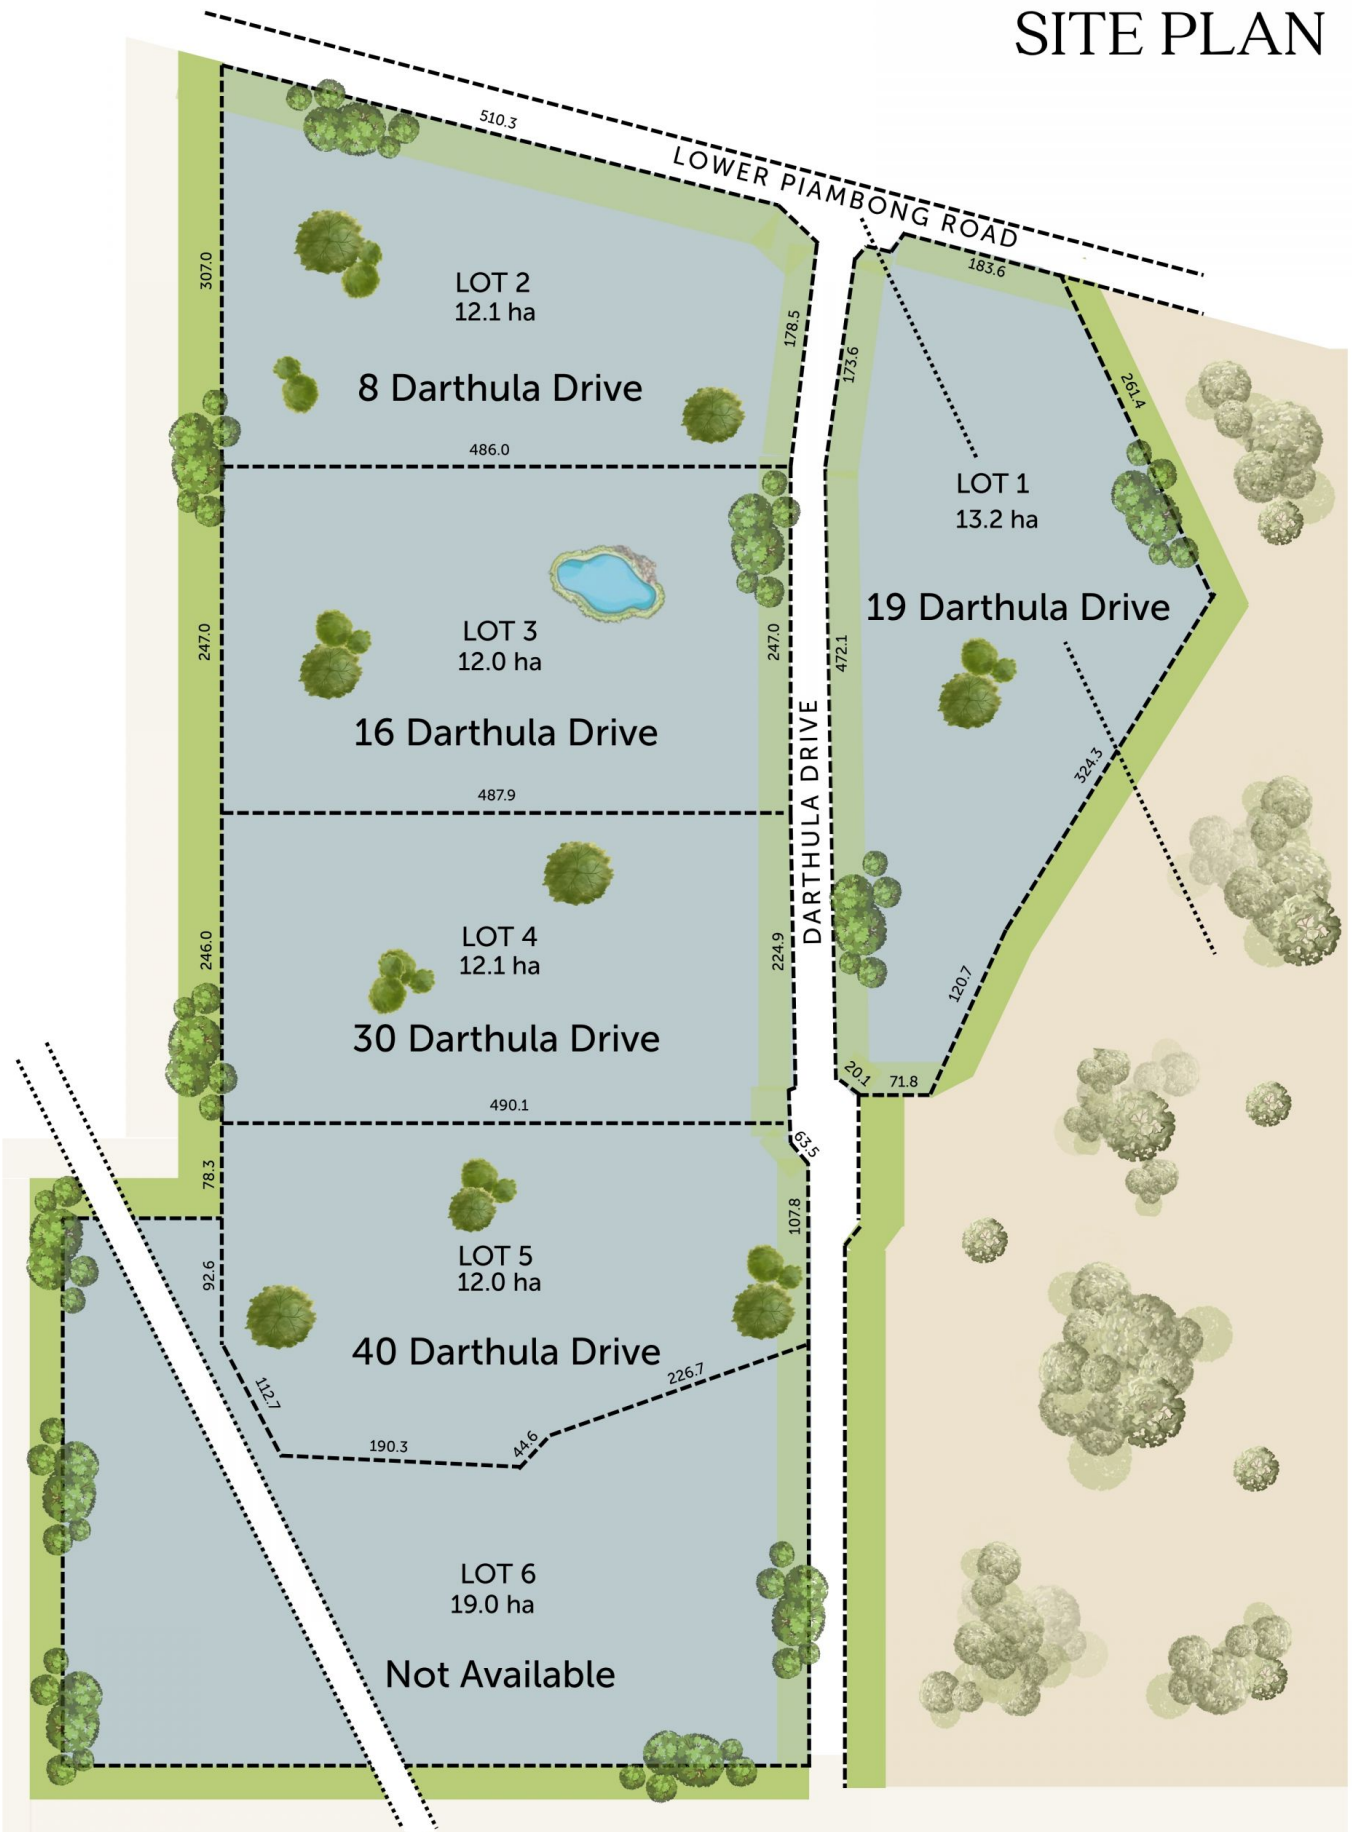 SITE PLAN
510.3
LOWER PIAMBONG ROAD
183.6
307.0
LOT 2
12.1 ha
178.5
173.6
261.4
8 Darthula Drive
486.0
LOT 1
13.2 ha
19 Darthula Drive
247.0
LOT 3
12.0 ha
247.0
472.1
16 Darthula Drive
324.3
487.9
DARTHULA DRIVE
246.0
LOT 4
12.1 ha
224.9
120.7
30 Darthula Drive
20.1
71.8
490.1
63.5
78.3
107.8
92.6
LOT 5
12.0 ha
40 Darthula Drive
226.7
112.7
190.3
44.6
LOT 6
19.0 ha
Not Available